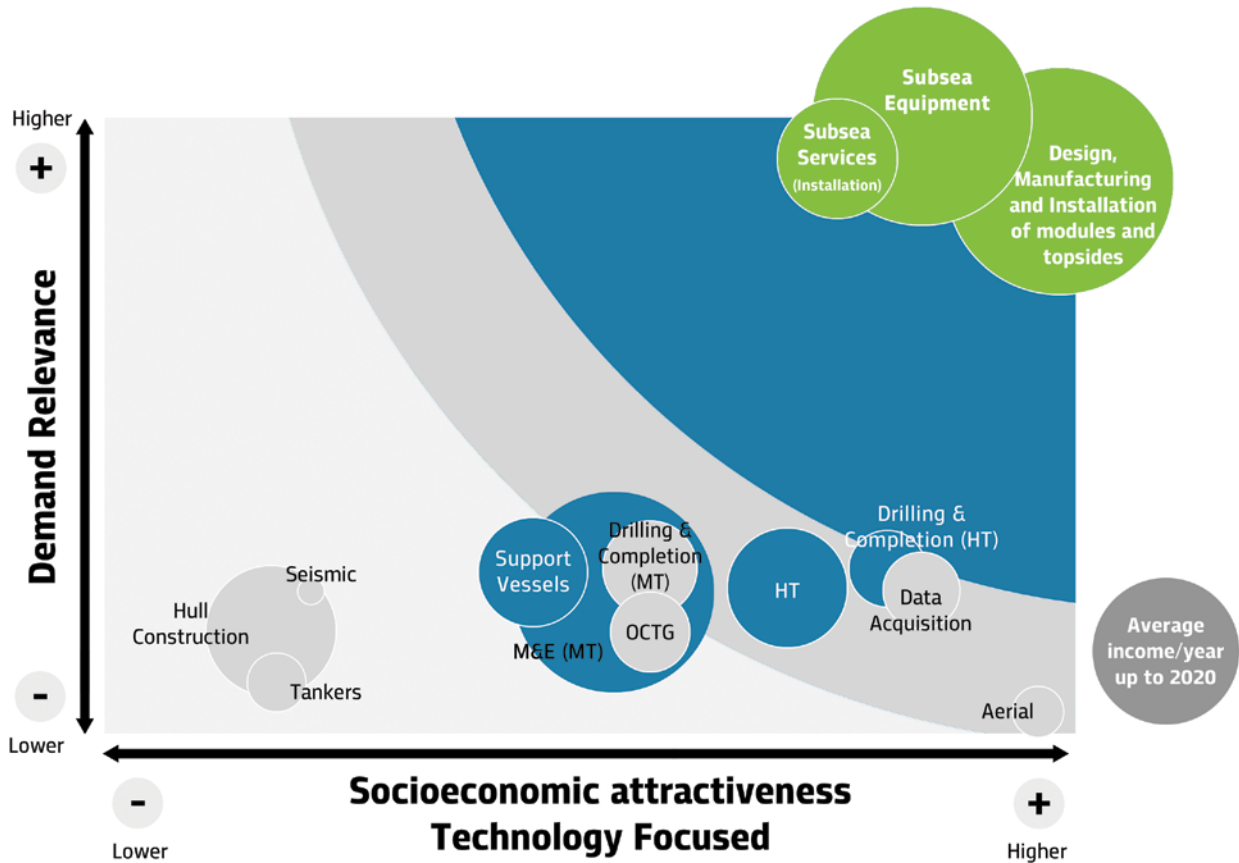 Higher
+
Demand Relevance
-
Lower
Subsea
Equipment
Subsea
Services
(Installation)
Design,
Manufacturing
and Installation
of modules and
topsides
Drilling &
Completion (HT)
Drilling &
Completion
(MT)
Support
Vessels
HT
Data
Acquisition
OCTG
M&E (MT)
Seismic
Hull
Construction
Tankers
Aerial
Average
income/year
up to 2020
Socioeconomic attractiveness
Technology Focused
-
Lower
+
Higher